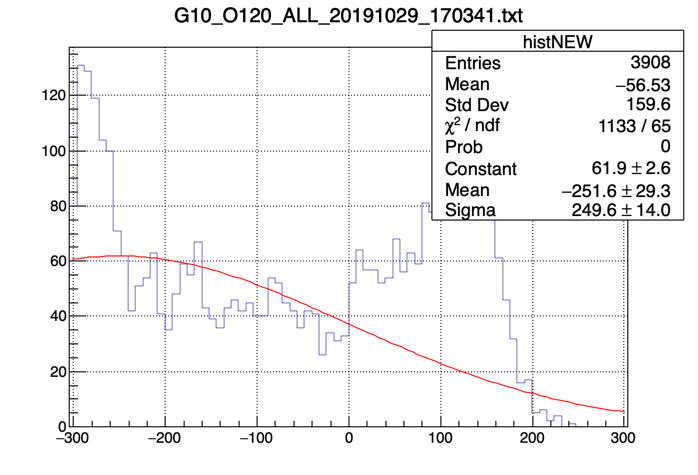 G10_O120_ALL_20191029_170341.txt
histNEW
Entries 3908
Mean −56.53
Std Dev 159.6
χ² / ndf 1133 / 65
Prob 0
Constant 61.9 ± 2.6
Mean −251.6 ± 29.3
Sigma 249.6 ± 14.0
120
100
80
60
40
20
0
−300 −200 −100 0 100 200 300